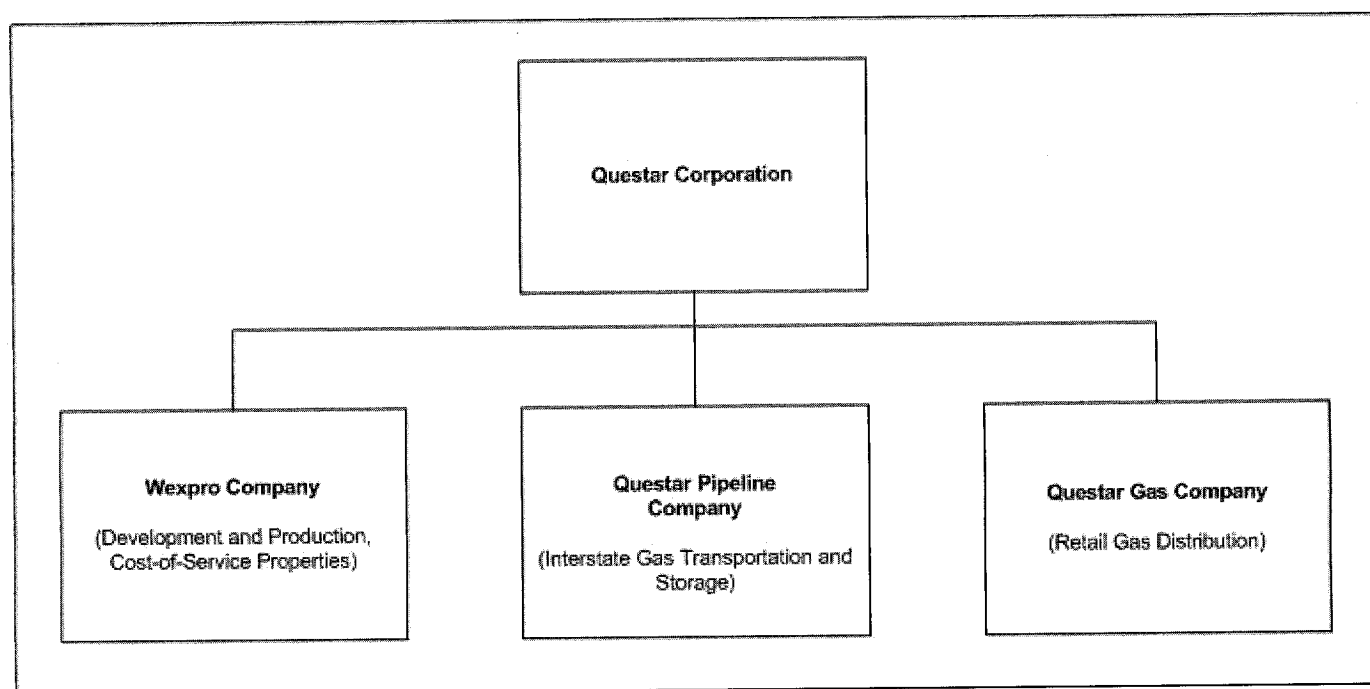 Questar Corporation
Wexpro Company
(Development and Production,
Cost-of-Service Properties)
Questar Pipeline
Company
(Interstate Gas Transportation and
Storage)
Questar Gas Company
(Retail Gas Distribution)